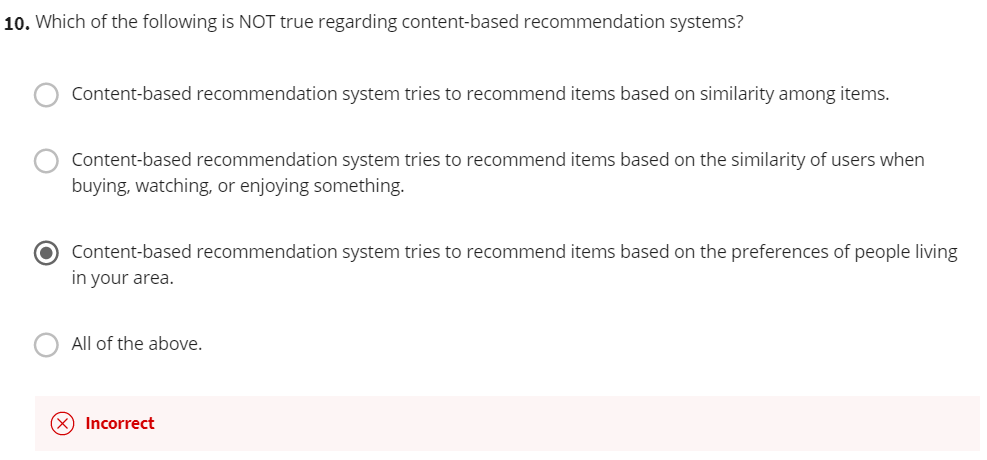 10. Which of the following is NOT true regarding content-based recommendation systems?
Content-based recommendation system tries to recommend items based on similarity among items.
Content-based recommendation system tries to recommend items based on the similarity of users when
buying, watching, or enjoying something.
Content-based recommendation system tries to recommend items based on the preferences of people living
in your area.
All of the above.
Incorrect